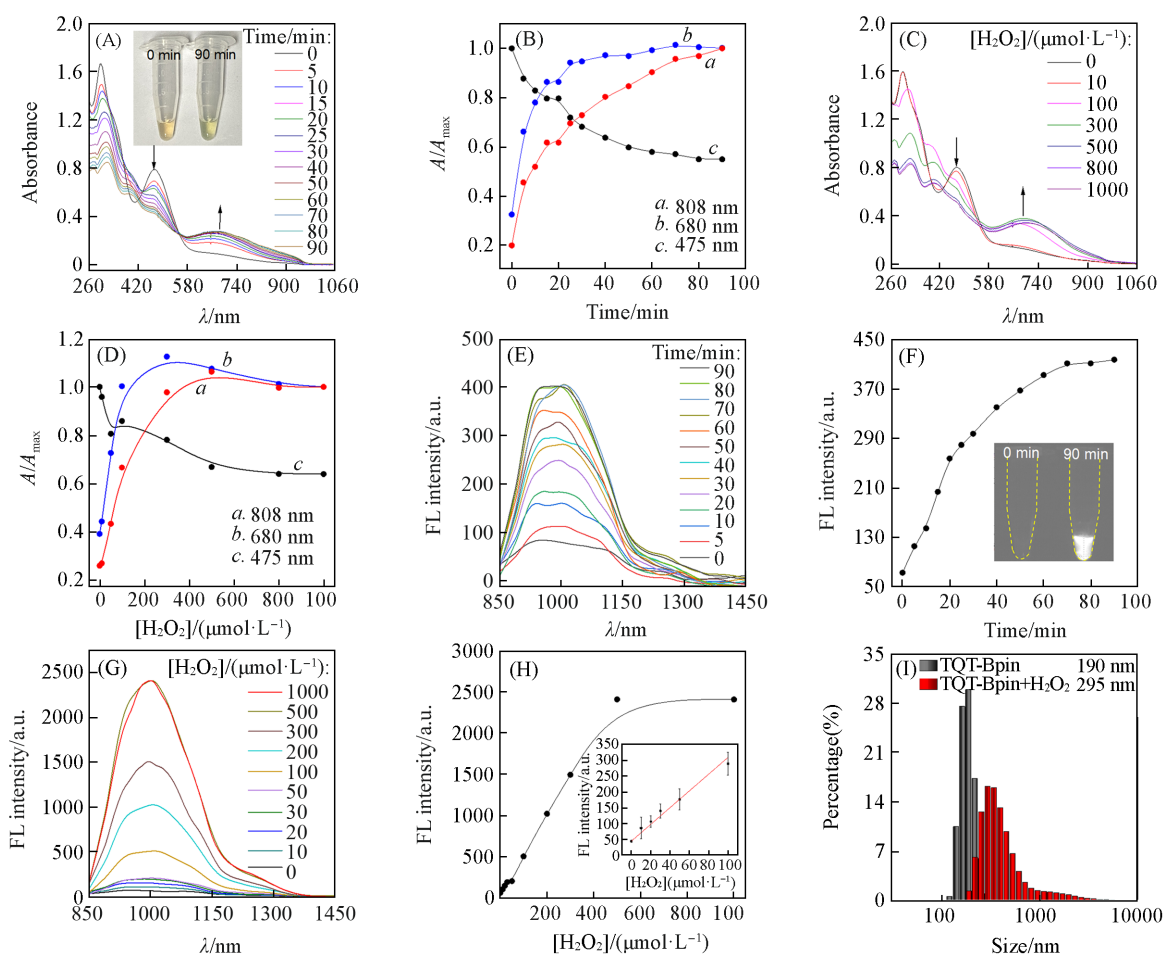 (A)
0 min 90 min
Time/min:
0
5
10
15
20
25
30
40
50
60
70
80
90
2.0
1.6
1.2
0.8
0.4
0
Absorbance
260 420 580 740 900 1060
λ/nm
(B)
b
a
c
a. 808 nm
b. 680 nm
c. 475 nm
1.0
0.8
0.6
0.4
0.2
A/Amax
0 20 40 60 80 100
Time/min
(C)
[H₂O₂]/(μmol·L⁻¹):
0
10
100
300
500
800
1000
2.0
1.6
1.2
0.8
0.4
0
Absorbance
260 420 580 740 900 1060
λ/nm
(D)
b
a
c
a. 808 nm
b. 680 nm
c. 475 nm
1.2
1.0
0.8
0.6
0.4
0.2
A/Amax
0 200 400 600 800 100
[H₂O₂]/(μmol·L⁻¹)
(E)
Time/min:
90
80
70
60
50
40
30
20
10
5
0
500
400
300
200
100
0
FL intensity/a.u.
850 1000 1150 1300 1450
λ/nm
(F)
0 min 90 min
450
370
290
210
130
50
FL intensity/a.u.
0 20 40 60 80 100
Time/min
(G)
[H₂O₂]/(μmol·L⁻¹):
1000
500
300
200
100
50
30
20
10
0
2500
2000
1500
1000
500
0
FL intensity/a.u.
850 1000 1150 1300 1450
λ/nm
(H)
3000
2500
2000
1500
1000
500
0
FL intensity/a.u.
200 400 600 800 100
[H₂O₂]/(μmol·L⁻¹)
350
300
250
200
150
100
50
0
FL intensity/a.u.
0 20 40 60 80 100
[H₂O₂](μmol·L⁻¹)
(I)
TQT-Bpin 190 nm
TQT-Bpin+H₂O₂ 295 nm
35
28
21
14
7
0
Percentage(%)
100 1000 10000
Size/nm